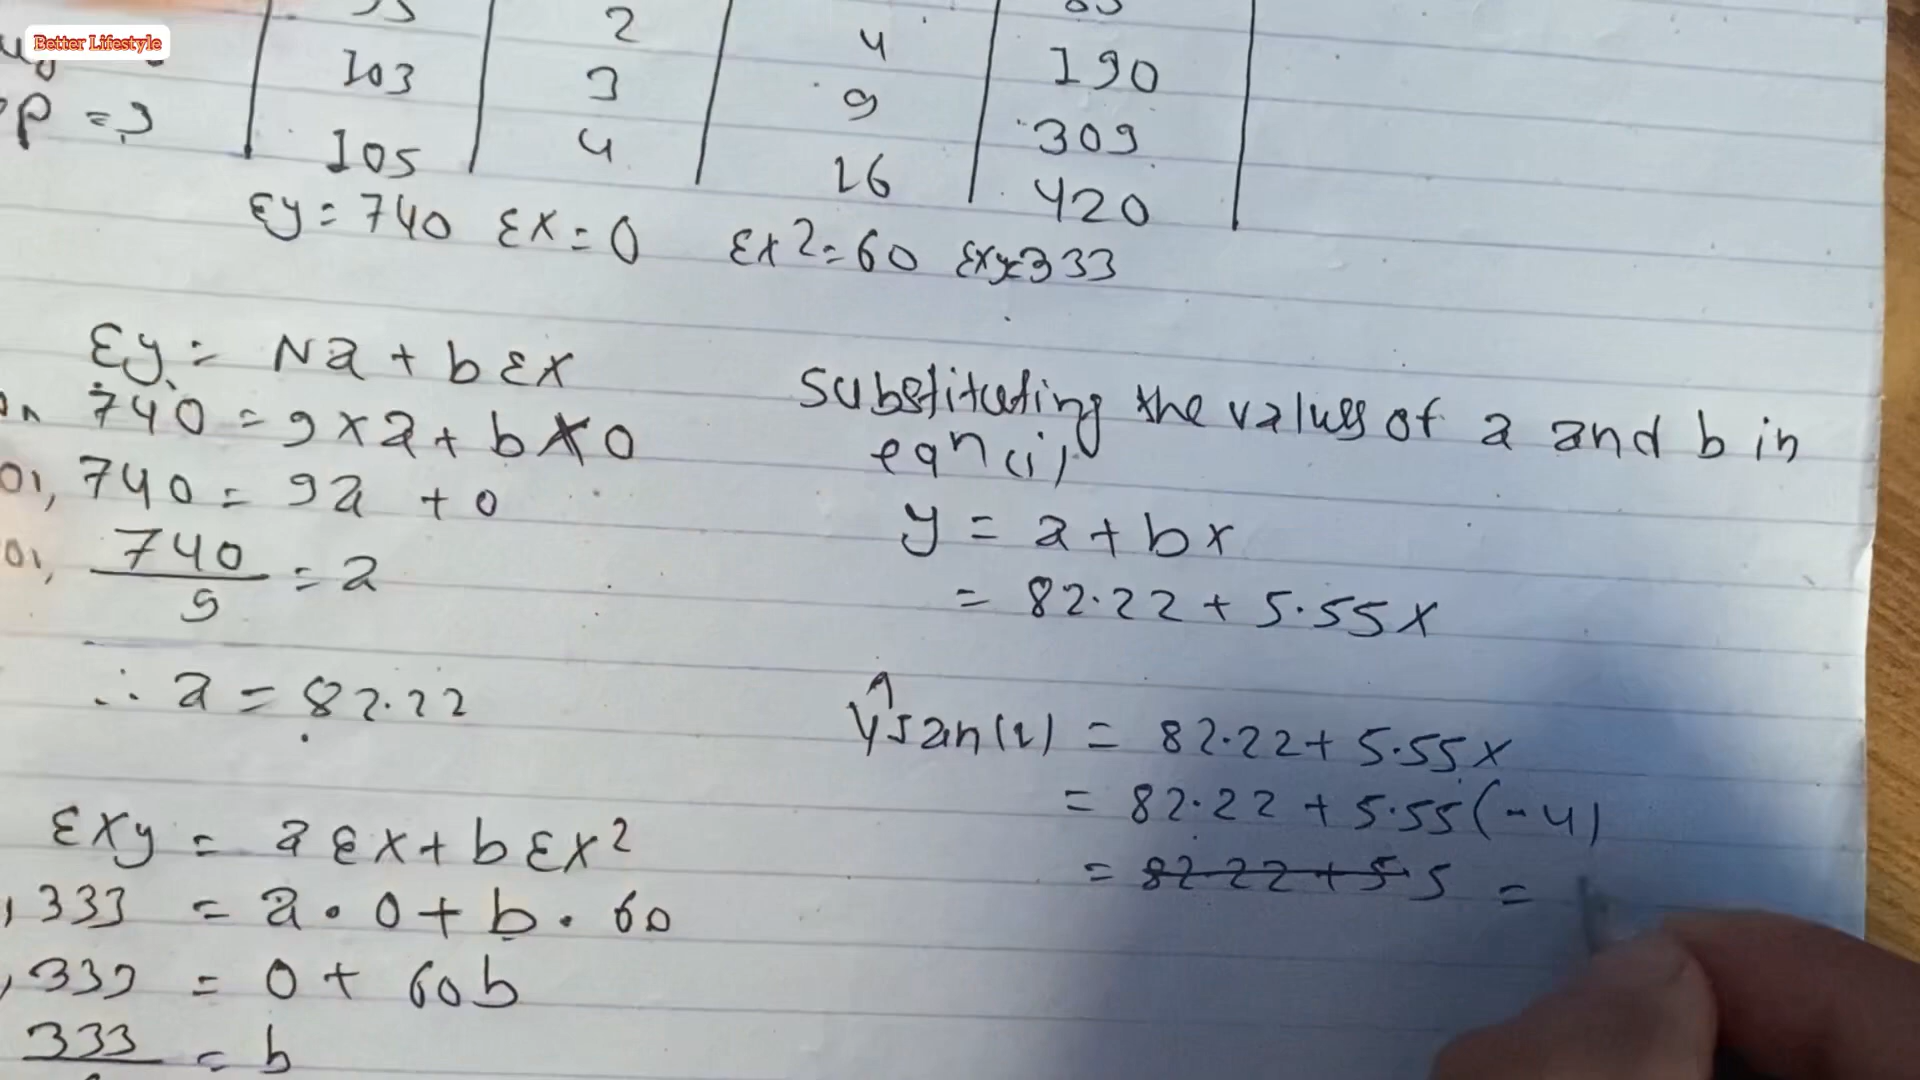 Better Lifestyle
2 4
103 3 9 190
P = 3
105 4 16 309
420
Σy = 740 Σx = 0 Σx² = 60 Σxy = 333
Σy = Na + bΣx
740 = 9 x a + b x 0
or, 740 = 9a + 0
or, 740/9 = a
∴ a = 82.22
Σxy = aΣx + bΣx²
, 333 = a . 0 + b . 60
, 333 = 0 + 60b
333 = b
Substituting the values of a and b in
eqn (i)
y = a + bx
= 82.22 + 5.55x
ŷ Jan(1) = 82.22 + 5.55x
= 82.22 + 5.55(-4)
= 82.22 + 5.5 =